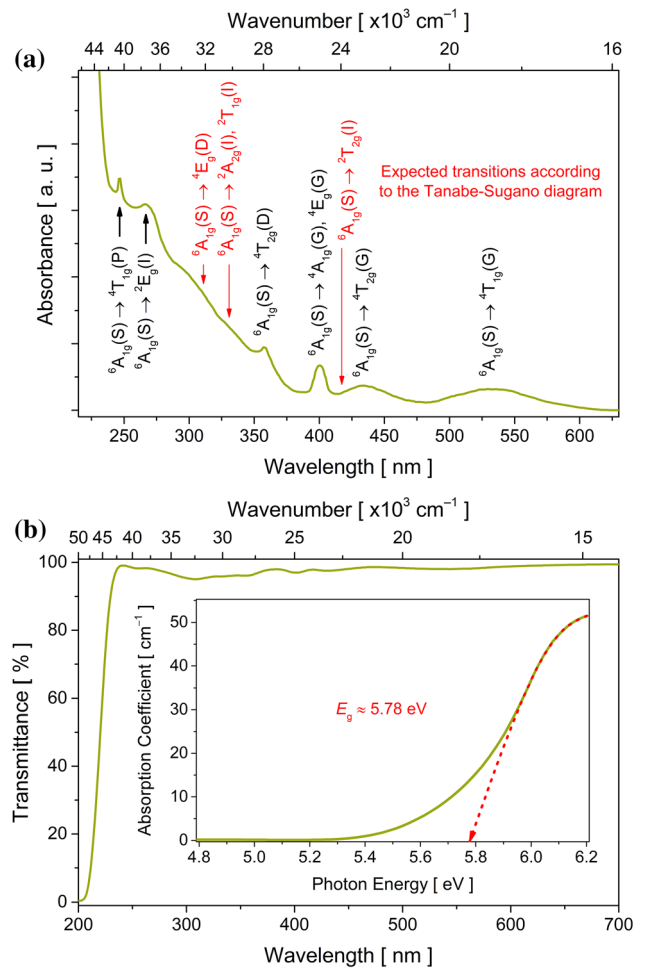 Wavenumber [ x10³ cm⁻¹ ]
44 40 36 32 28 24 20 16
(a)
Absorbance [ a. u. ]
⁶A₁g(S) → ⁴T₁g(P)
⁶A₁g(S) → ²Eg(I)
⁶A₁g(S) → ⁴Eg(D)
⁶A₁g(S) → ²A₂g(I), ²T₁g(I)
⁶A₁g(S) → ⁴T₂g(D)
⁶A₁g(S) → ⁴A₁g(G), ⁴Eg(G)
⁶A₁g(S) → ²T₂g(I)
⁶A₁g(S) → ⁴T₂g(G)
⁶A₁g(S) → ⁴T₁g(G)
Expected transitions according
to the Tanabe-Sugano diagram
250 300 350 400 450 500 550 600
Wavelength [ nm ]
Wavenumber [ x10³ cm⁻¹ ]
(b)
50 45 40 35 30 25 20 15
Transmittance [ % ]
100
80
60
40
20
0
Absorption Coefficient [ cm⁻¹ ]
50
40
30
20
10
0
Eg ≈ 5.78 eV
4.8 5.0 5.2 5.4 5.6 5.8 6.0 6.2
Photon Energy [ eV ]
200 300 400 500 600 700
Wavelength [ nm ]